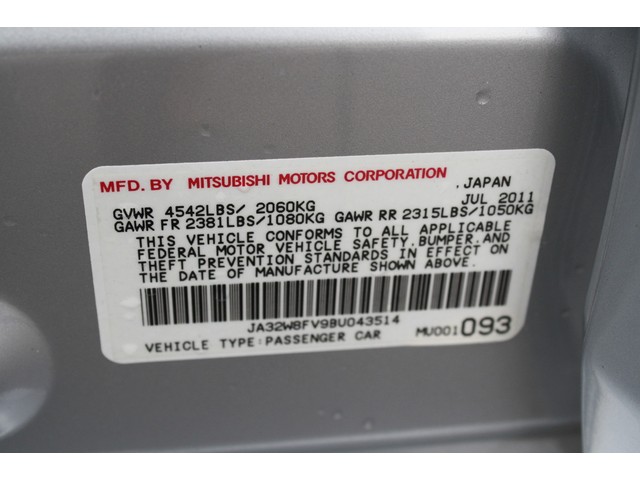 MFD. BY MITSUBISHI MOTORS CORPORATION , JAPAN
GVWR 4542LBS/ 2060KG JUL 2011
GAWR FR 2381LBS/1080KG GAWR RR 2315LBS/1050KG
THIS VEHICLE CONFORMS TO ALL APPLICABLE
FEDERAL MOTOR VEHICLE SAFETY, BUMPER, AND
THEFT PREVENTION STANDARDS IN EFFECT ON
THE DATE OF MANUFACTURE SHOWN ABOVE.
JA32W8FV9BU043514
VEHICLE TYPE:PASSENGER CAR MU001 093